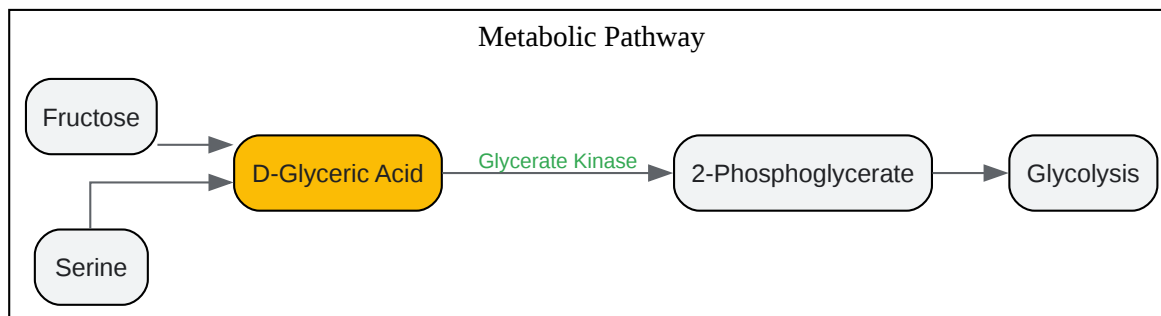 Metabolic Pathway
Fructose
D-Glyceric Acid
Glycerate Kinase
2-Phosphoglycerate
Glycolysis
Serine